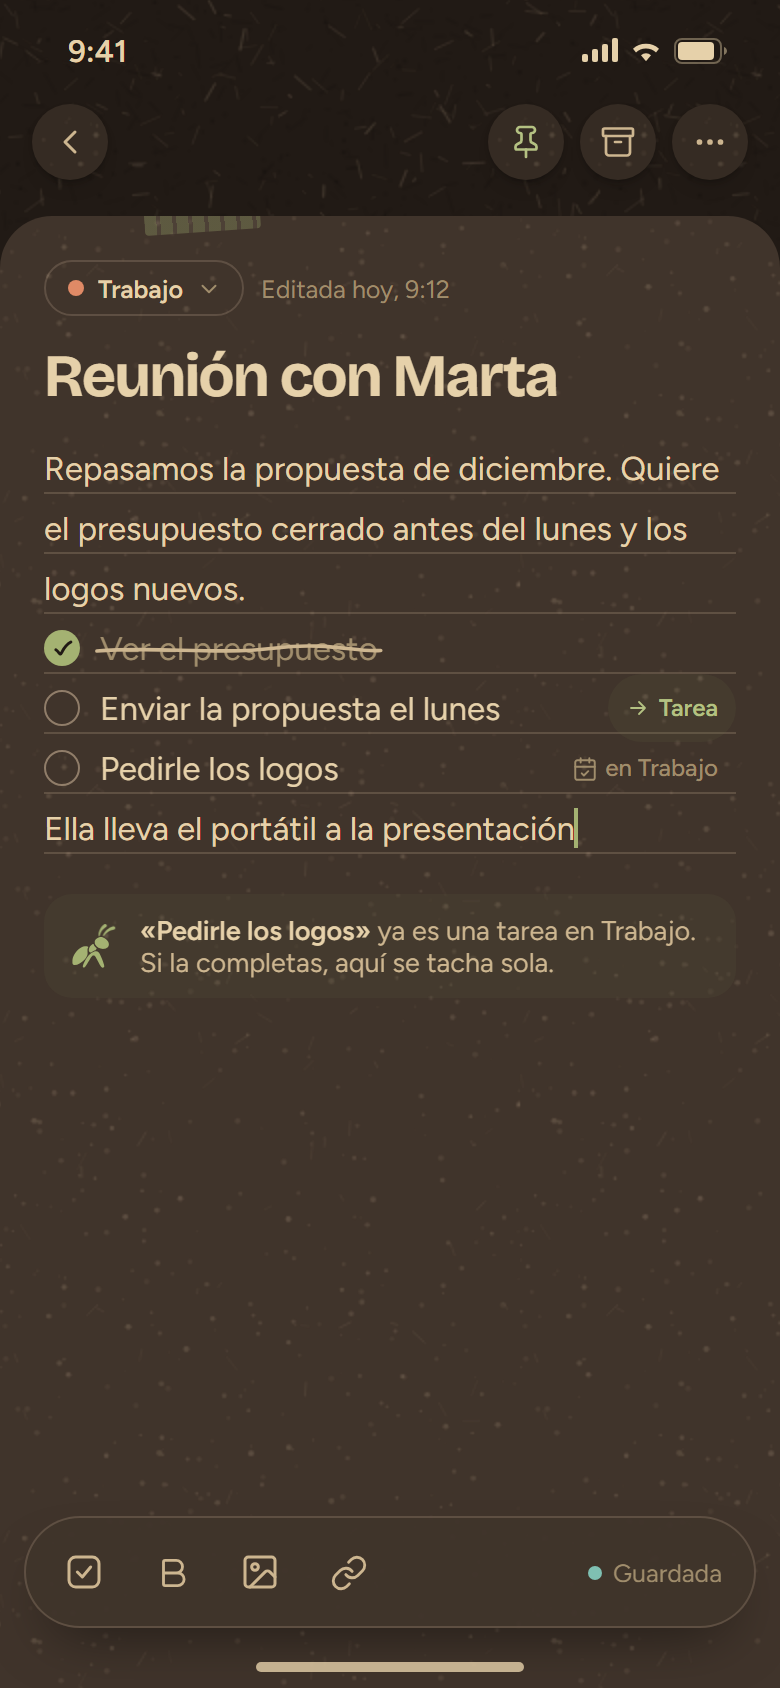 9:41
Trabajo
Editada hoy, 9:12
Reunión con Marta
Repasamos la propuesta de diciembre. Quiere
el presupuesto cerrado antes del lunes y los
logos nuevos.
Ver el presupuesto
Enviar la propuesta el lunes
→ Tarea
Pedirle los logos
en Trabajo
Ella lleva el portátil a la presentación
«Pedirle los logos» ya es una tarea en Trabajo.
Si la completas, aquí se tacha sola.
B
Guardada